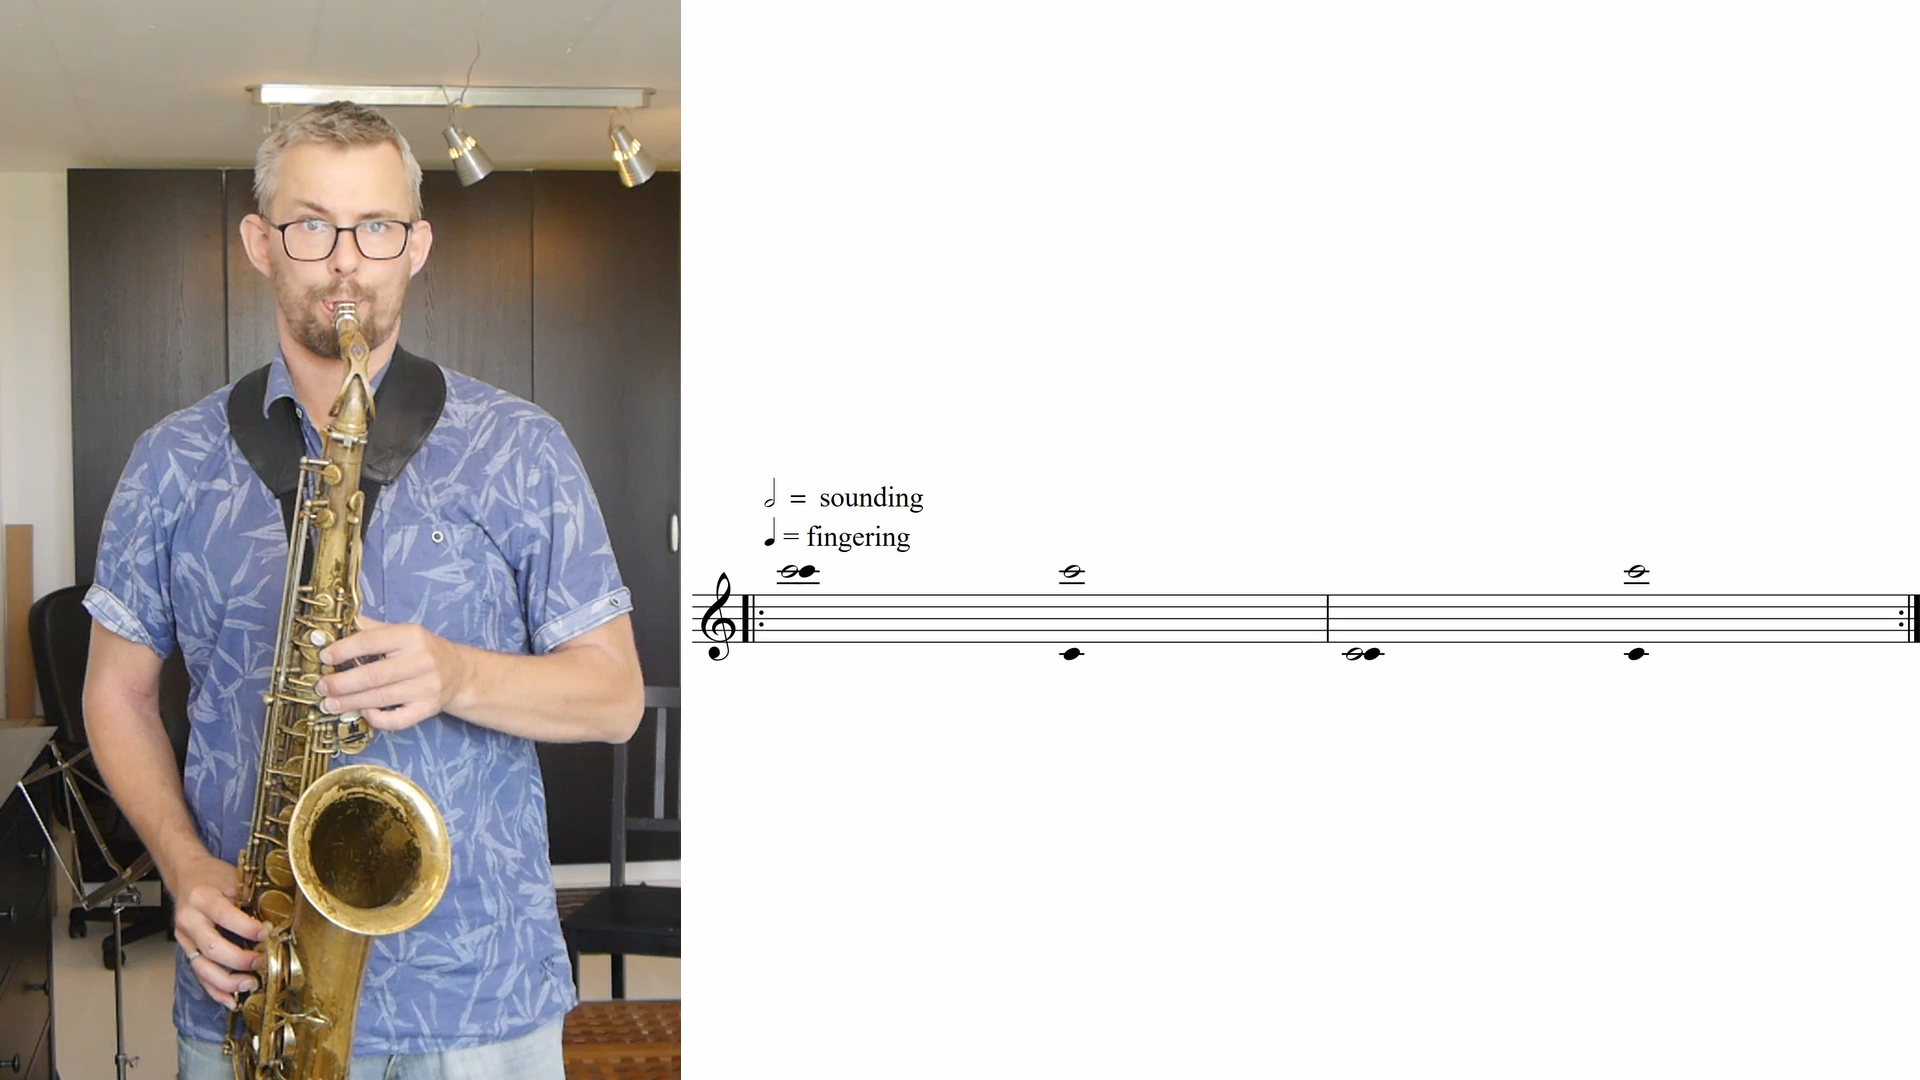 𝅗𝅥 = sounding
♩ = fingering